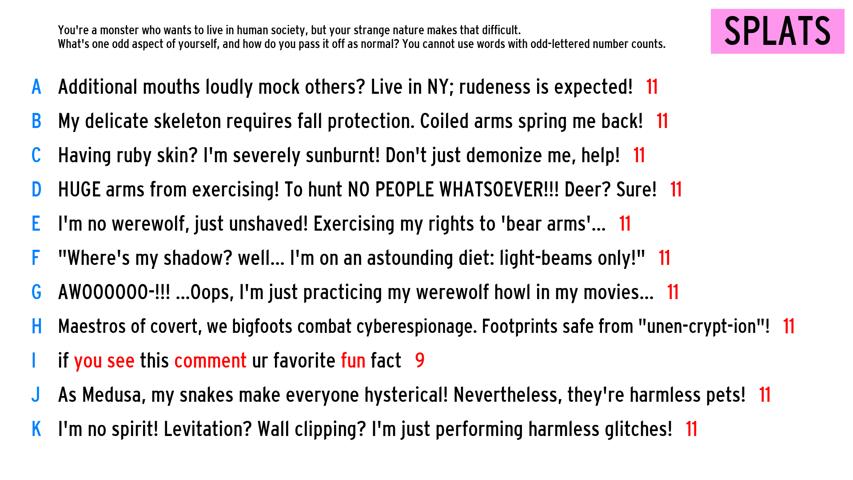 You're a monster who wants to live in human society, but your strange nature makes that difficult.
What's one odd aspect of yourself, and how do you pass it off as normal? You cannot use words with odd-lettered number counts.
SPLATS
A Additional mouths loudly mock others? Live in NY; rudeness is expected! 11
B My delicate skeleton requires fall protection. Coiled arms spring me back! 11
C Having ruby skin? I'm severely sunburnt! Don't just demonize me, help! 11
D HUGE arms from exercising! To hunt NO PEOPLE WHATSOEVER!!! Deer? Sure! 11
E I'm no werewolf, just unshaved! Exercising my rights to 'bear arms'... 11
F "Where's my shadow? well... I'm on an astounding diet: light-beams only!" 11
G AWOOOOOO-!!! ...Oops, I'm just practicing my werewolf howl in my movies... 11
H Maestros of covert, we bigfoots combat cyberespionage. Footprints safe from "unen-crypt-ion"! 11
I if you see this comment ur favorite fun fact 9
J As Medusa, my snakes make everyone hysterical! Nevertheless, they're harmless pets! 11
K I'm no spirit! Levitation? Wall clipping? I'm just performing harmless glitches! 11